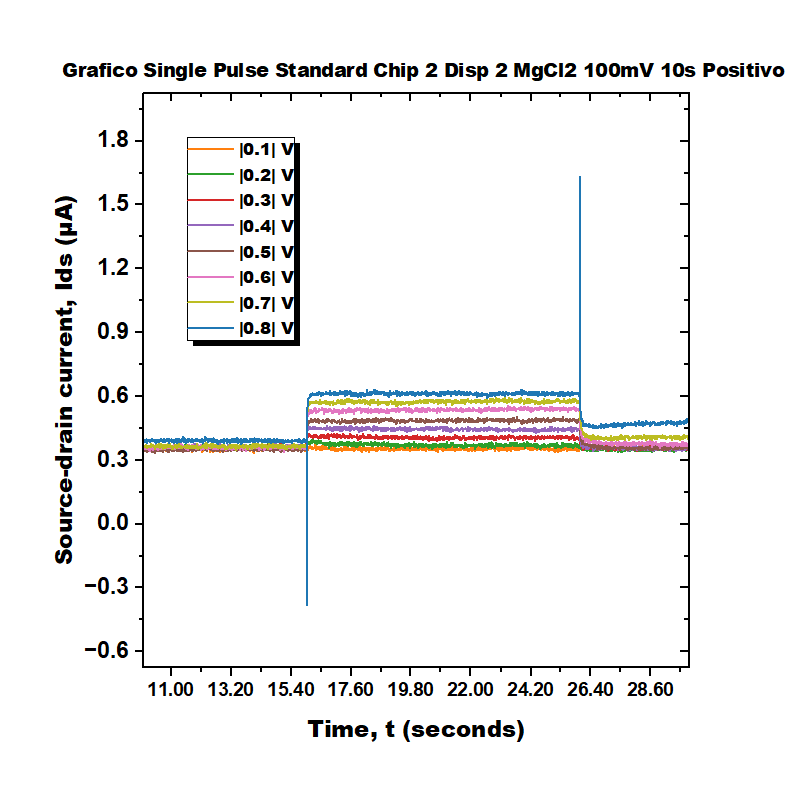 Grafico Single Pulse Standard Chip 2 Disp 2 MgCl2 100mV 10s Positivo
1.8
1.5
1.2
0.9
0.6
0.3
0.0
−0.3
−0.6
Source-drain current, Ids (µA)
|0.1| V
|0.2| V
|0.3| V
|0.4| V
|0.5| V
|0.6| V
|0.7| V
|0.8| V
11.00 13.20 15.40 17.60 19.80 22.00 24.20 26.40 28.60
Time, t (seconds)